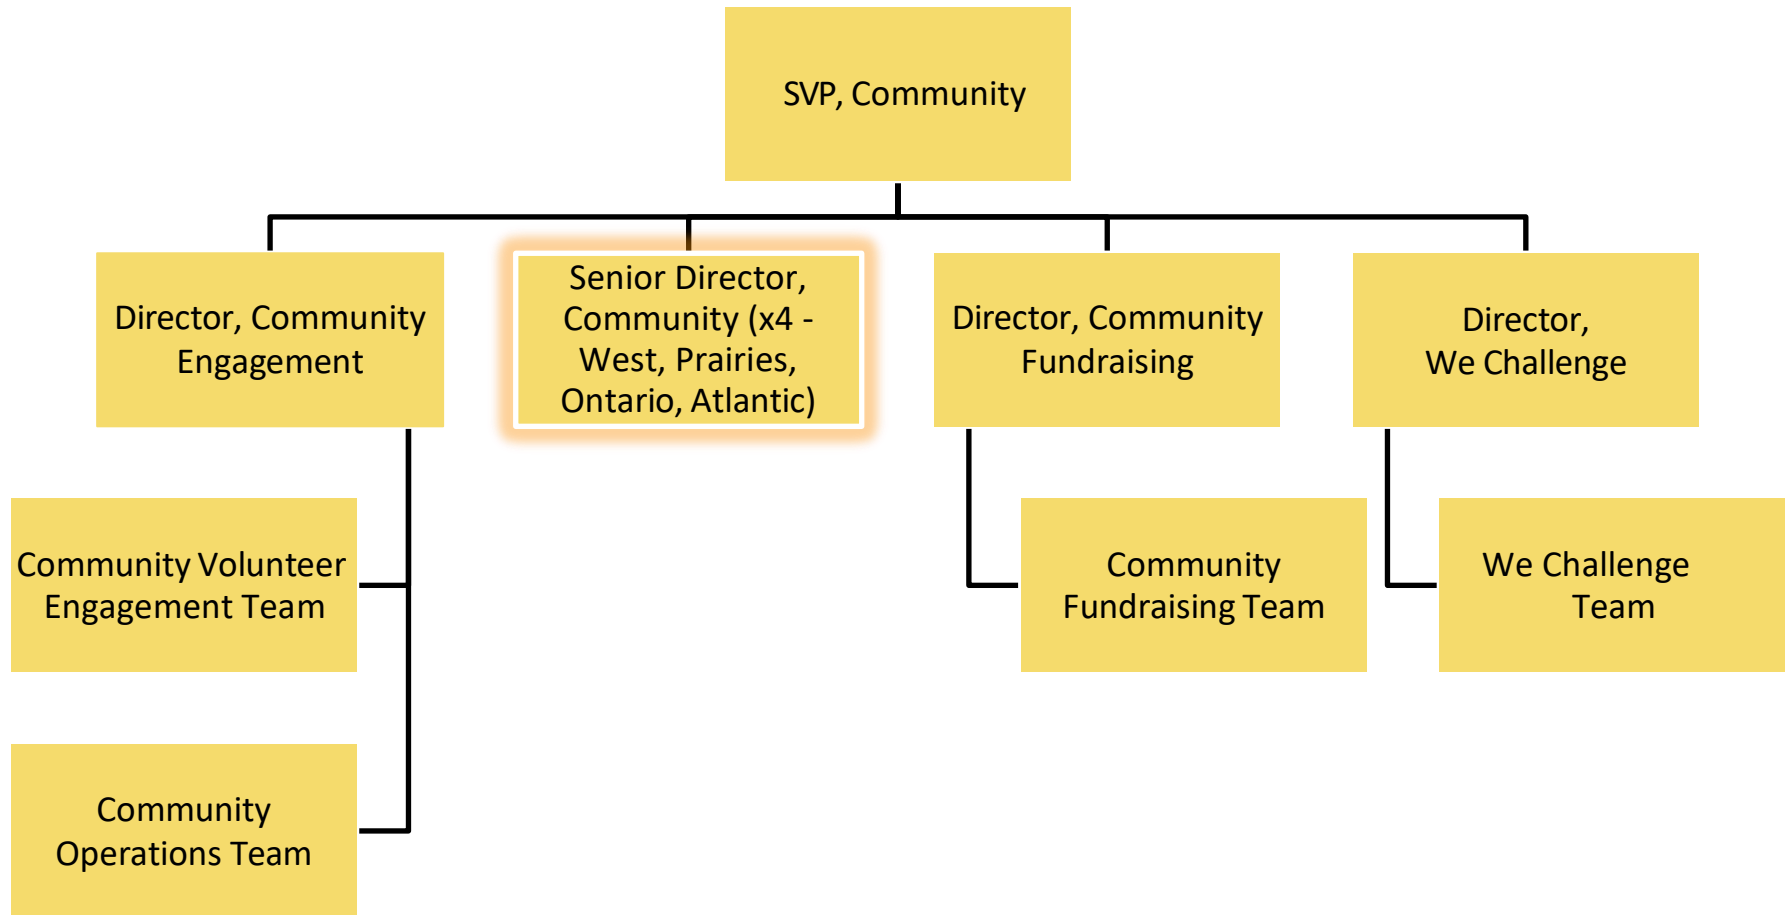 SVP, Community
Director, Community
Engagement
Senior Director,
Community (x4 -
West, Prairies,
Ontario, Atlantic)
Director, Community
Fundraising
Director,
We Challenge
Community Volunteer
Engagement Team
Community
Fundraising Team
We Challenge
Team
Community
Operations Team